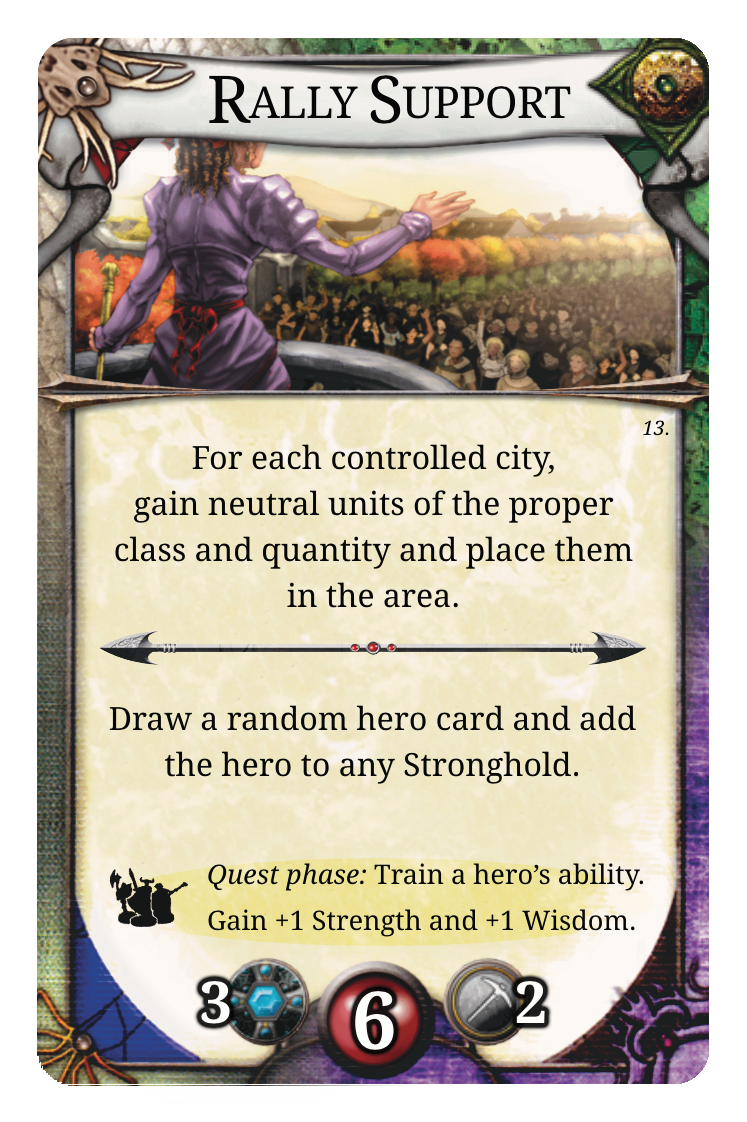 Rally Support
13.
For each controlled city,
gain neutral units of the proper
class and quantity and place them
in the area.
Draw a random hero card and add
the hero to any Stronghold.
Quest phase: Train a hero’s ability.
Gain +1 Strength and +1 Wisdom.
3 6 2